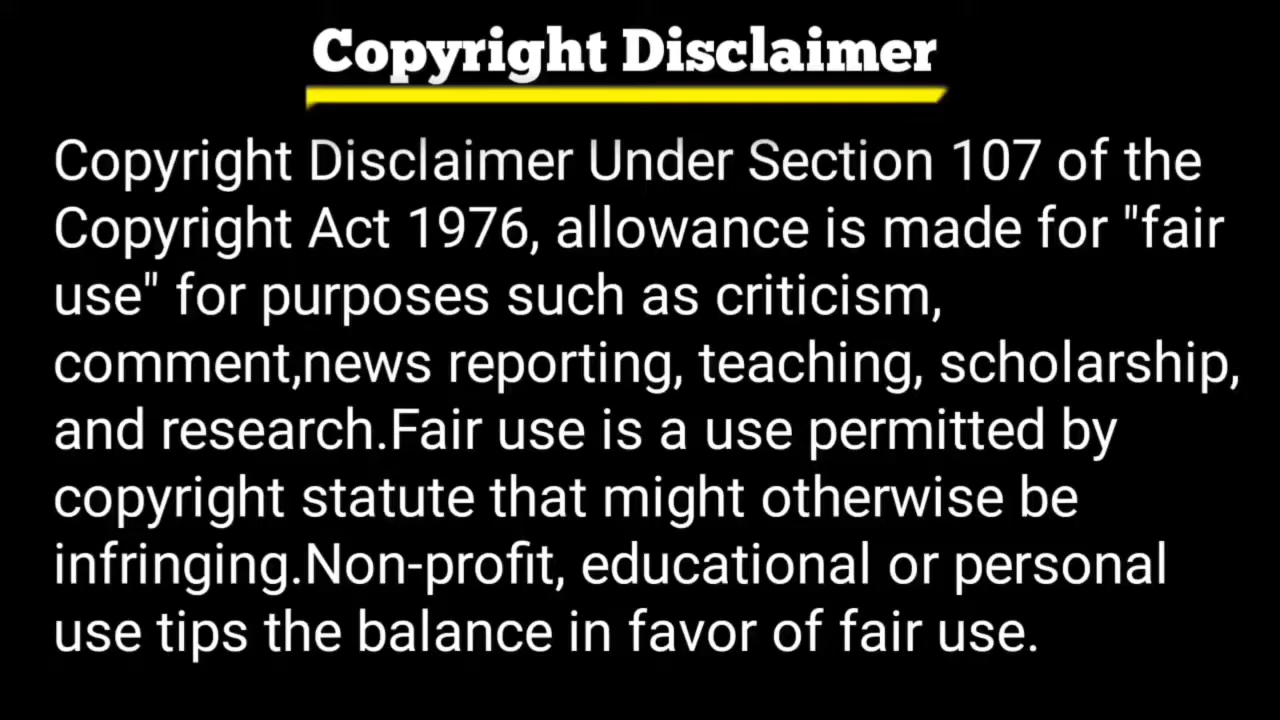 Copyright Disclaimer
Copyright Disclaimer Under Section 107 of the
Copyright Act 1976, allowance is made for "fair
use" for purposes such as criticism,
comment,news reporting, teaching, scholarship,
and research.Fair use is a use permitted by
copyright statute that might otherwise be
infringing.Non-profit, educational or personal
use tips the balance in favor of fair use.